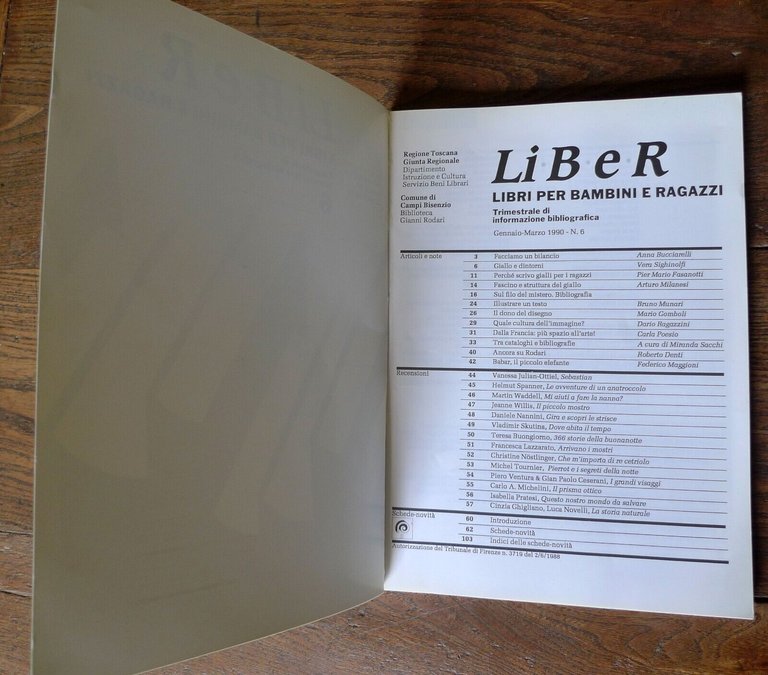 Regione Toscana
Giunta Regionale
Dipartimento
Istruzione e Cultura
Servizio Beni Librari
Comune di
Campi Bisenzio
Biblioteca
Gianni Rodari
LiBeR
LIBRI PER BAMBINI E RAGAZZI
Trimestrale di
informazione bibliografica
Gennaio-Marzo 1990 - N. 6
Articoli e note
3 Facciamo un bilancio Anna Bucciarelli
6 Giallo e dintorni Vera Sighinolfi
11 Perché scrivo gialli per i ragazzi Pier Mario Fasanotti
14 Fascino e struttura del giallo Arturo Milanesi
16 Sul filo del mistero. Bibliografia
24 Illustrare un testo Bruno Munari
26 Il dono del disegno Mario Gomboli
29 Quale cultura dell'immagine? Dario Ragazzini
31 Dalla Francia: più spazio all'arte! Carla Poesio
33 Tra cataloghi e bibliografie A cura di Miranda Sacchi
40 Ancora su Rodari Roberto Denti
42 Babar, il piccolo elefante Federico Maggioni
Recensioni
44 Vanessa Julian-Ottiel, Sebastian
45 Helmut Spanner, Le avventure di un anatroccolo
46 Martin Waddell, Mi aiuti a fare la nanna?
47 Jeanne Willis, Il piccolo mostro
48 Daniele Nannini, Gira e scopri le strisce
49 Vladimir Skutina, Dove abita il tempo
50 Teresa Buongiorno, 366 storie della buonanotte
51 Francesca Lazzarato, Arrivano i mostri
52 Christine Nöstlinger, Che m'importa di re cetriolo
53 Michel Tournier, Pierrot e i segreti della notte
54 Piero Ventura & Gian Paolo Ceserani, I grandi visaggi
55 Carlo A. Michelini, Il prisma ottico
56 Isabella Pratesi, Questo nostro mondo da salvare
57 Cinzia Ghigliano, Luca Novelli, La storia naturale
Schede-novità
60 Introduzione
62 Schede-novità
103 Indici delle schede-novità
Autorizzazione del Tribunale di Firenze n. 3719 del 2/8/1988